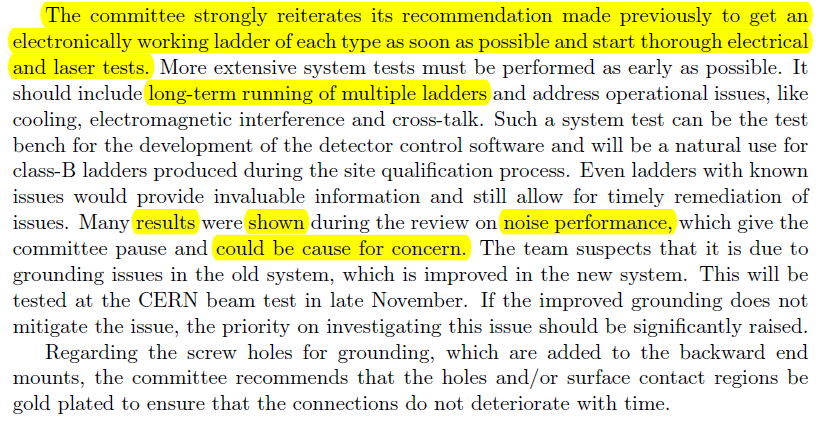 The committee strongly reiterates its recommendation made previously to get an
electronically working ladder of each type as soon as possible and start thorough electrical
and laser tests. More extensive system tests must be performed as early as possible. It
should include long-term running of multiple ladders and address operational issues, like
cooling, electromagnetic interference and cross-talk. Such a system test can be the test
bench for the development of the detector control software and will be a natural use for
class-B ladders produced during the site qualification process. Even ladders with known
issues would provide invaluable information and still allow for timely remediation of
issues. Many results were shown during the review on noise performance, which give the
committee pause and could be cause for concern. The team suspects that it is due to
grounding issues in the old system, which is improved in the new system. This will be
tested at the CERN beam test in late November. If the improved grounding does not
mitigate the issue, the priority on investigating this issue should be significantly raised.
Regarding the screw holes for grounding, which are added to the backward end
mounts, the committee recommends that the holes and/or surface contact regions be
gold plated to ensure that the connections do not deteriorate with time.